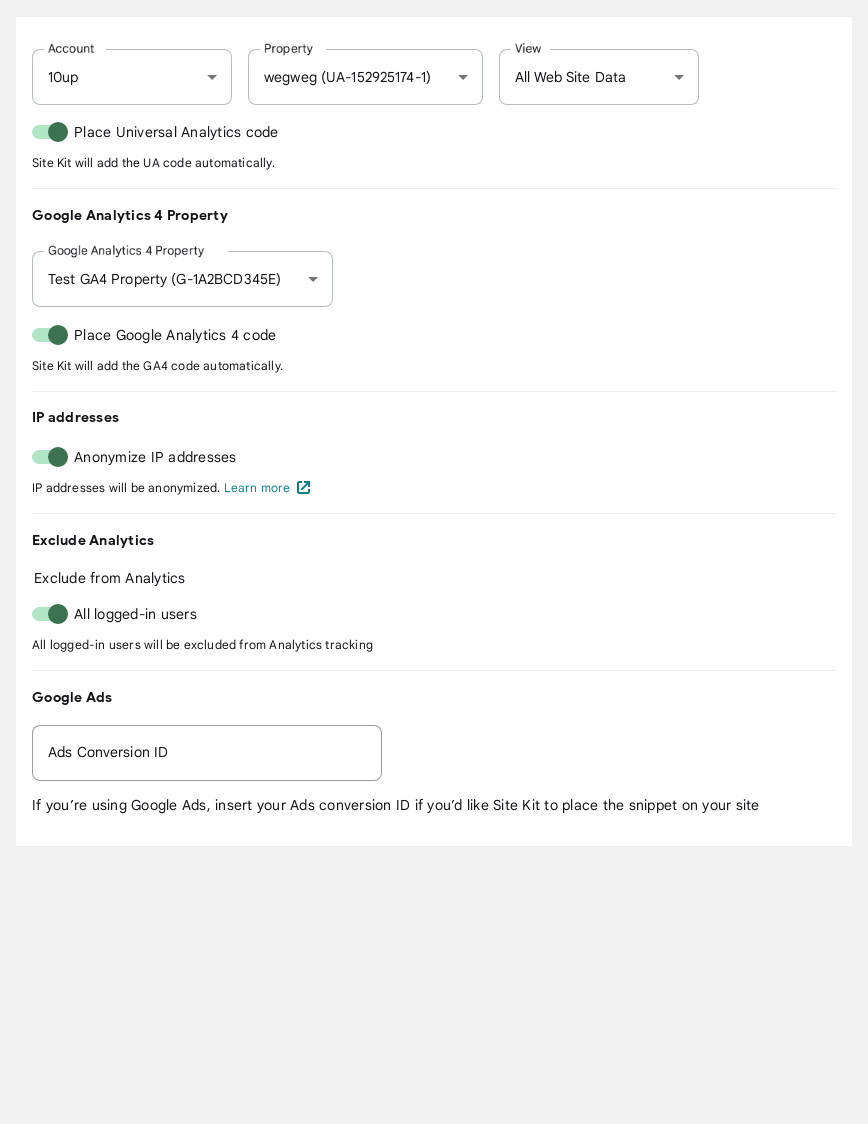 Account
Property
View
10up
wegweg (UA-152925174-1)
All Web Site Data
Place Universal Analytics code
Site Kit will add the UA code automatically.
Google Analytics 4 Property
Google Analytics 4 Property
Test GA4 Property (G-1A2BCD345E)
Place Google Analytics 4 code
Site Kit will add the GA4 code automatically.
IP addresses
Anonymize IP addresses
IP addresses will be anonymized. Learn more
Exclude Analytics
Exclude from Analytics
All logged-in users
All logged-in users will be excluded from Analytics tracking
Google Ads
Ads Conversion ID
If you’re using Google Ads, insert your Ads conversion ID if you’d like Site Kit to place the snippet on your site